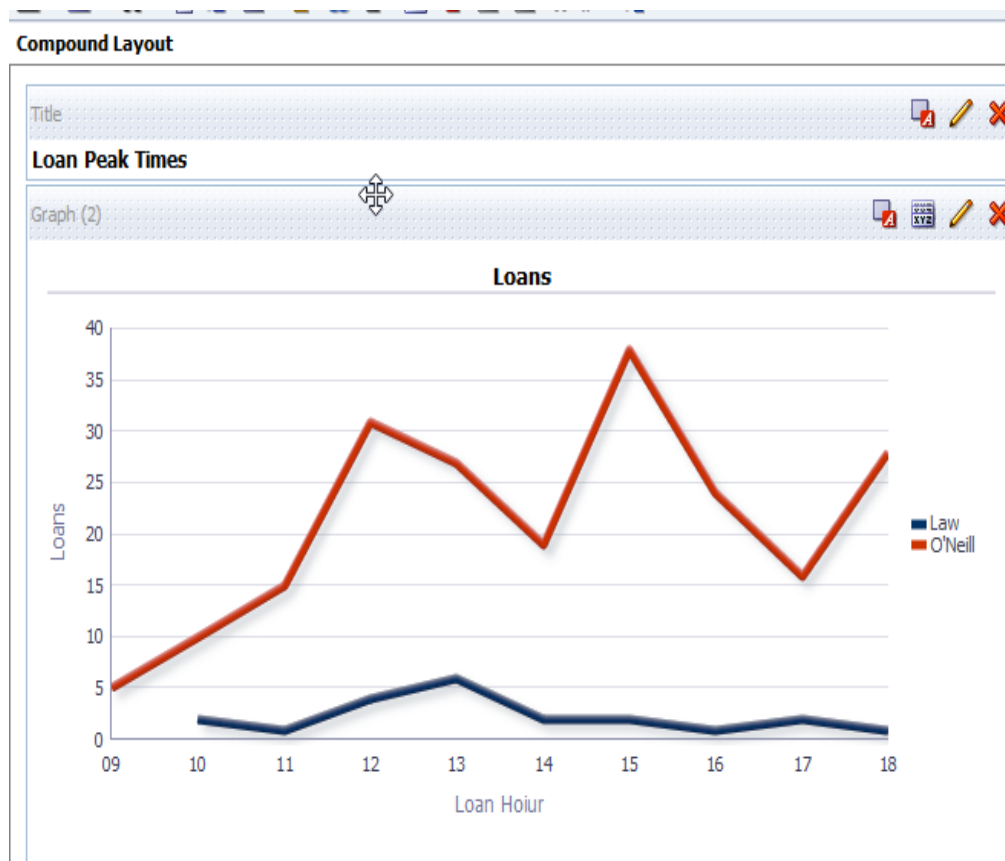 Compound Layout
Title
Loan Peak Times
Graph (2)
XYZ
Loans
40
35
30
25
20
15
10
5
0
Loans
Law
O'Neill
09 10 11 12 13 14 15 16 17 18
Loan Hoiur